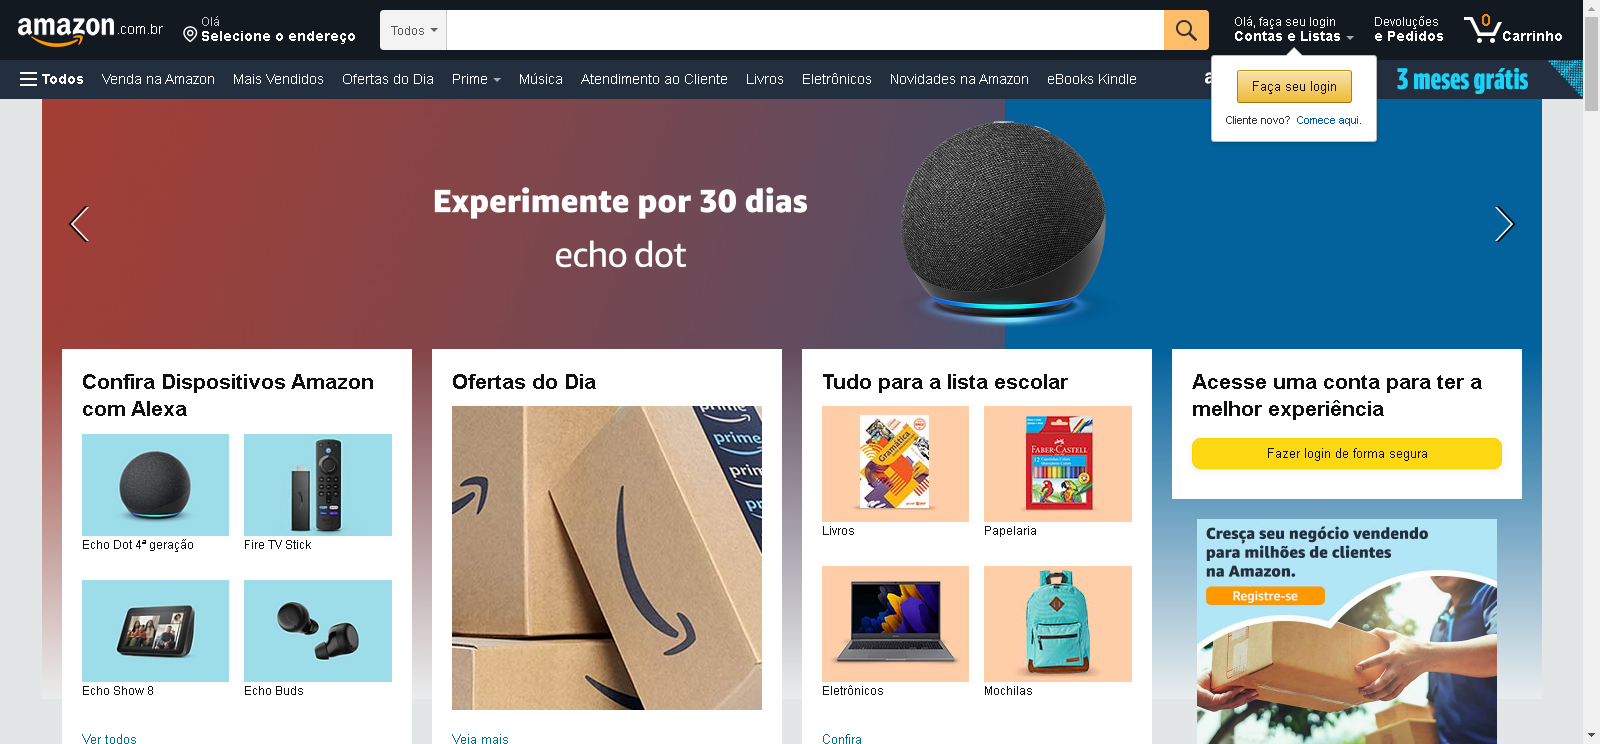 amazon.com.br
Olá
Selecione o endereço
Todos
Olá, faça seu login
Contas e Listas
Devoluções
e Pedidos
0
Carrinho
Todos
Venda na Amazon
Mais Vendidos
Ofertas do Dia
Prime
Música
Atendimento ao Cliente
Livros
Eletrônicos
Novidades na Amazon
eBooks Kindle
3 meses grátis
Faça seu login
Cliente novo? Comece aqui.
Experimente por 30 dias
echo dot
Confira Dispositivos Amazon
com Alexa
Echo Dot 4ª geração
Fire TV Stick
Echo Show 8
Echo Buds
Ver todos
Ofertas do Dia
prime
prime
Veja mais
Tudo para a lista escolar
Gramática
FABER-CASTELL
Livros
Papelaria
Eletrônicos
Mochilas
Confira
Acesse uma conta para ter a
melhor experiência
Fazer login de forma segura
Cresça seu negócio vendendo
para milhões de clientes
na Amazon.
Registre-se